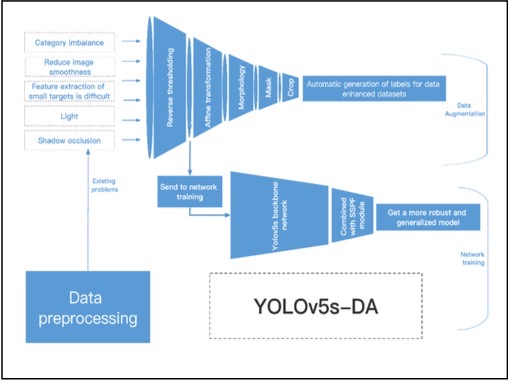 Category imbalance
Reduce image
smoothness
Feature extraction of
small targets is difficult
Light
Shadow occlusion
Reverse thresholding
Affine transformation
Morphology
Mask
Crop
Automatic generation of labels for data
enhanced datasets
Data
Augmentation
Existing
problems
Send to network
training
Yolov5s backbone
network
Combined
with SSPF
module
Get a more robust and
generalized model
Network
training
Data
preprocessing
YOLOv5s-DA